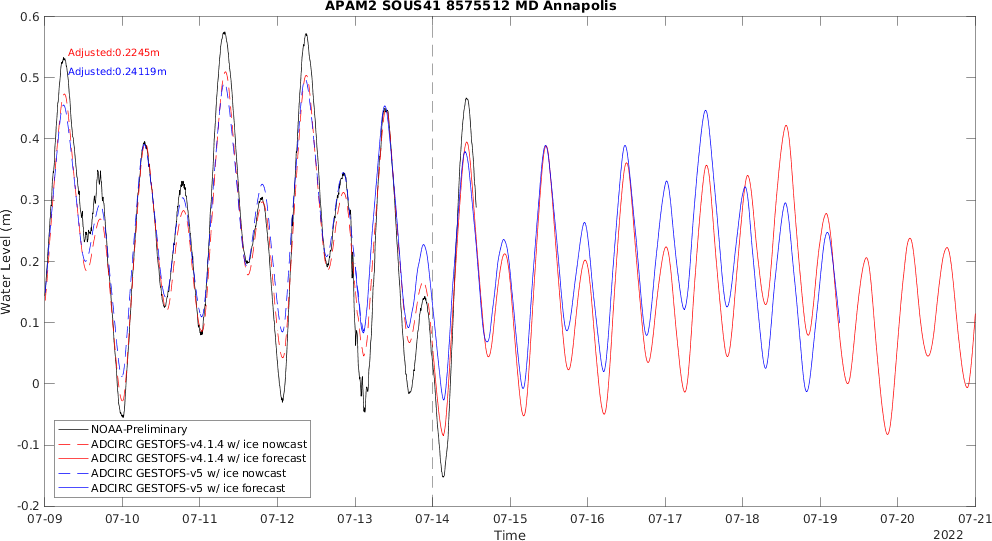 APAM2 SOUS41 8575512 MD Annapolis
0.6
0.5
0.4
0.3
0.2
0.1
0
-0.1
-0.2
Water Level (m)
Adjusted:0.2245m
Adjusted:0.24119m
NOAA-Preliminary
ADCIRC GESTOFS-v4.1.4 w/ ice nowcast
ADCIRC GESTOFS-v4.1.4 w/ ice forecast
ADCIRC GESTOFS-v5 w/ ice nowcast
ADCIRC GESTOFS-v5 w/ ice forecast
07-09 07-10 07-11 07-12 07-13 07-14 07-15 07-16 07-17 07-18 07-19 07-20 07-21
Time
2022